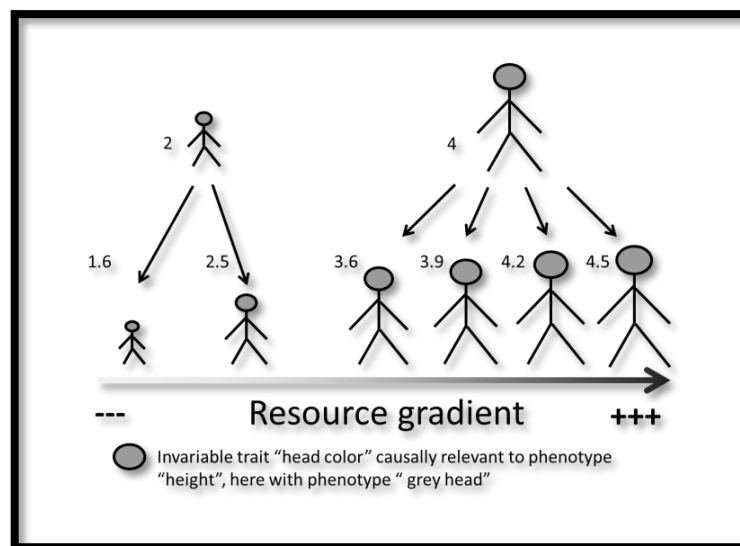 2
4
1.6
2.5
3.6
3.9
4.2
4.5
--- Resource gradient +++
Invariable trait “head color” causally relevant to phenotype
“height”, here with phenotype “ grey head”